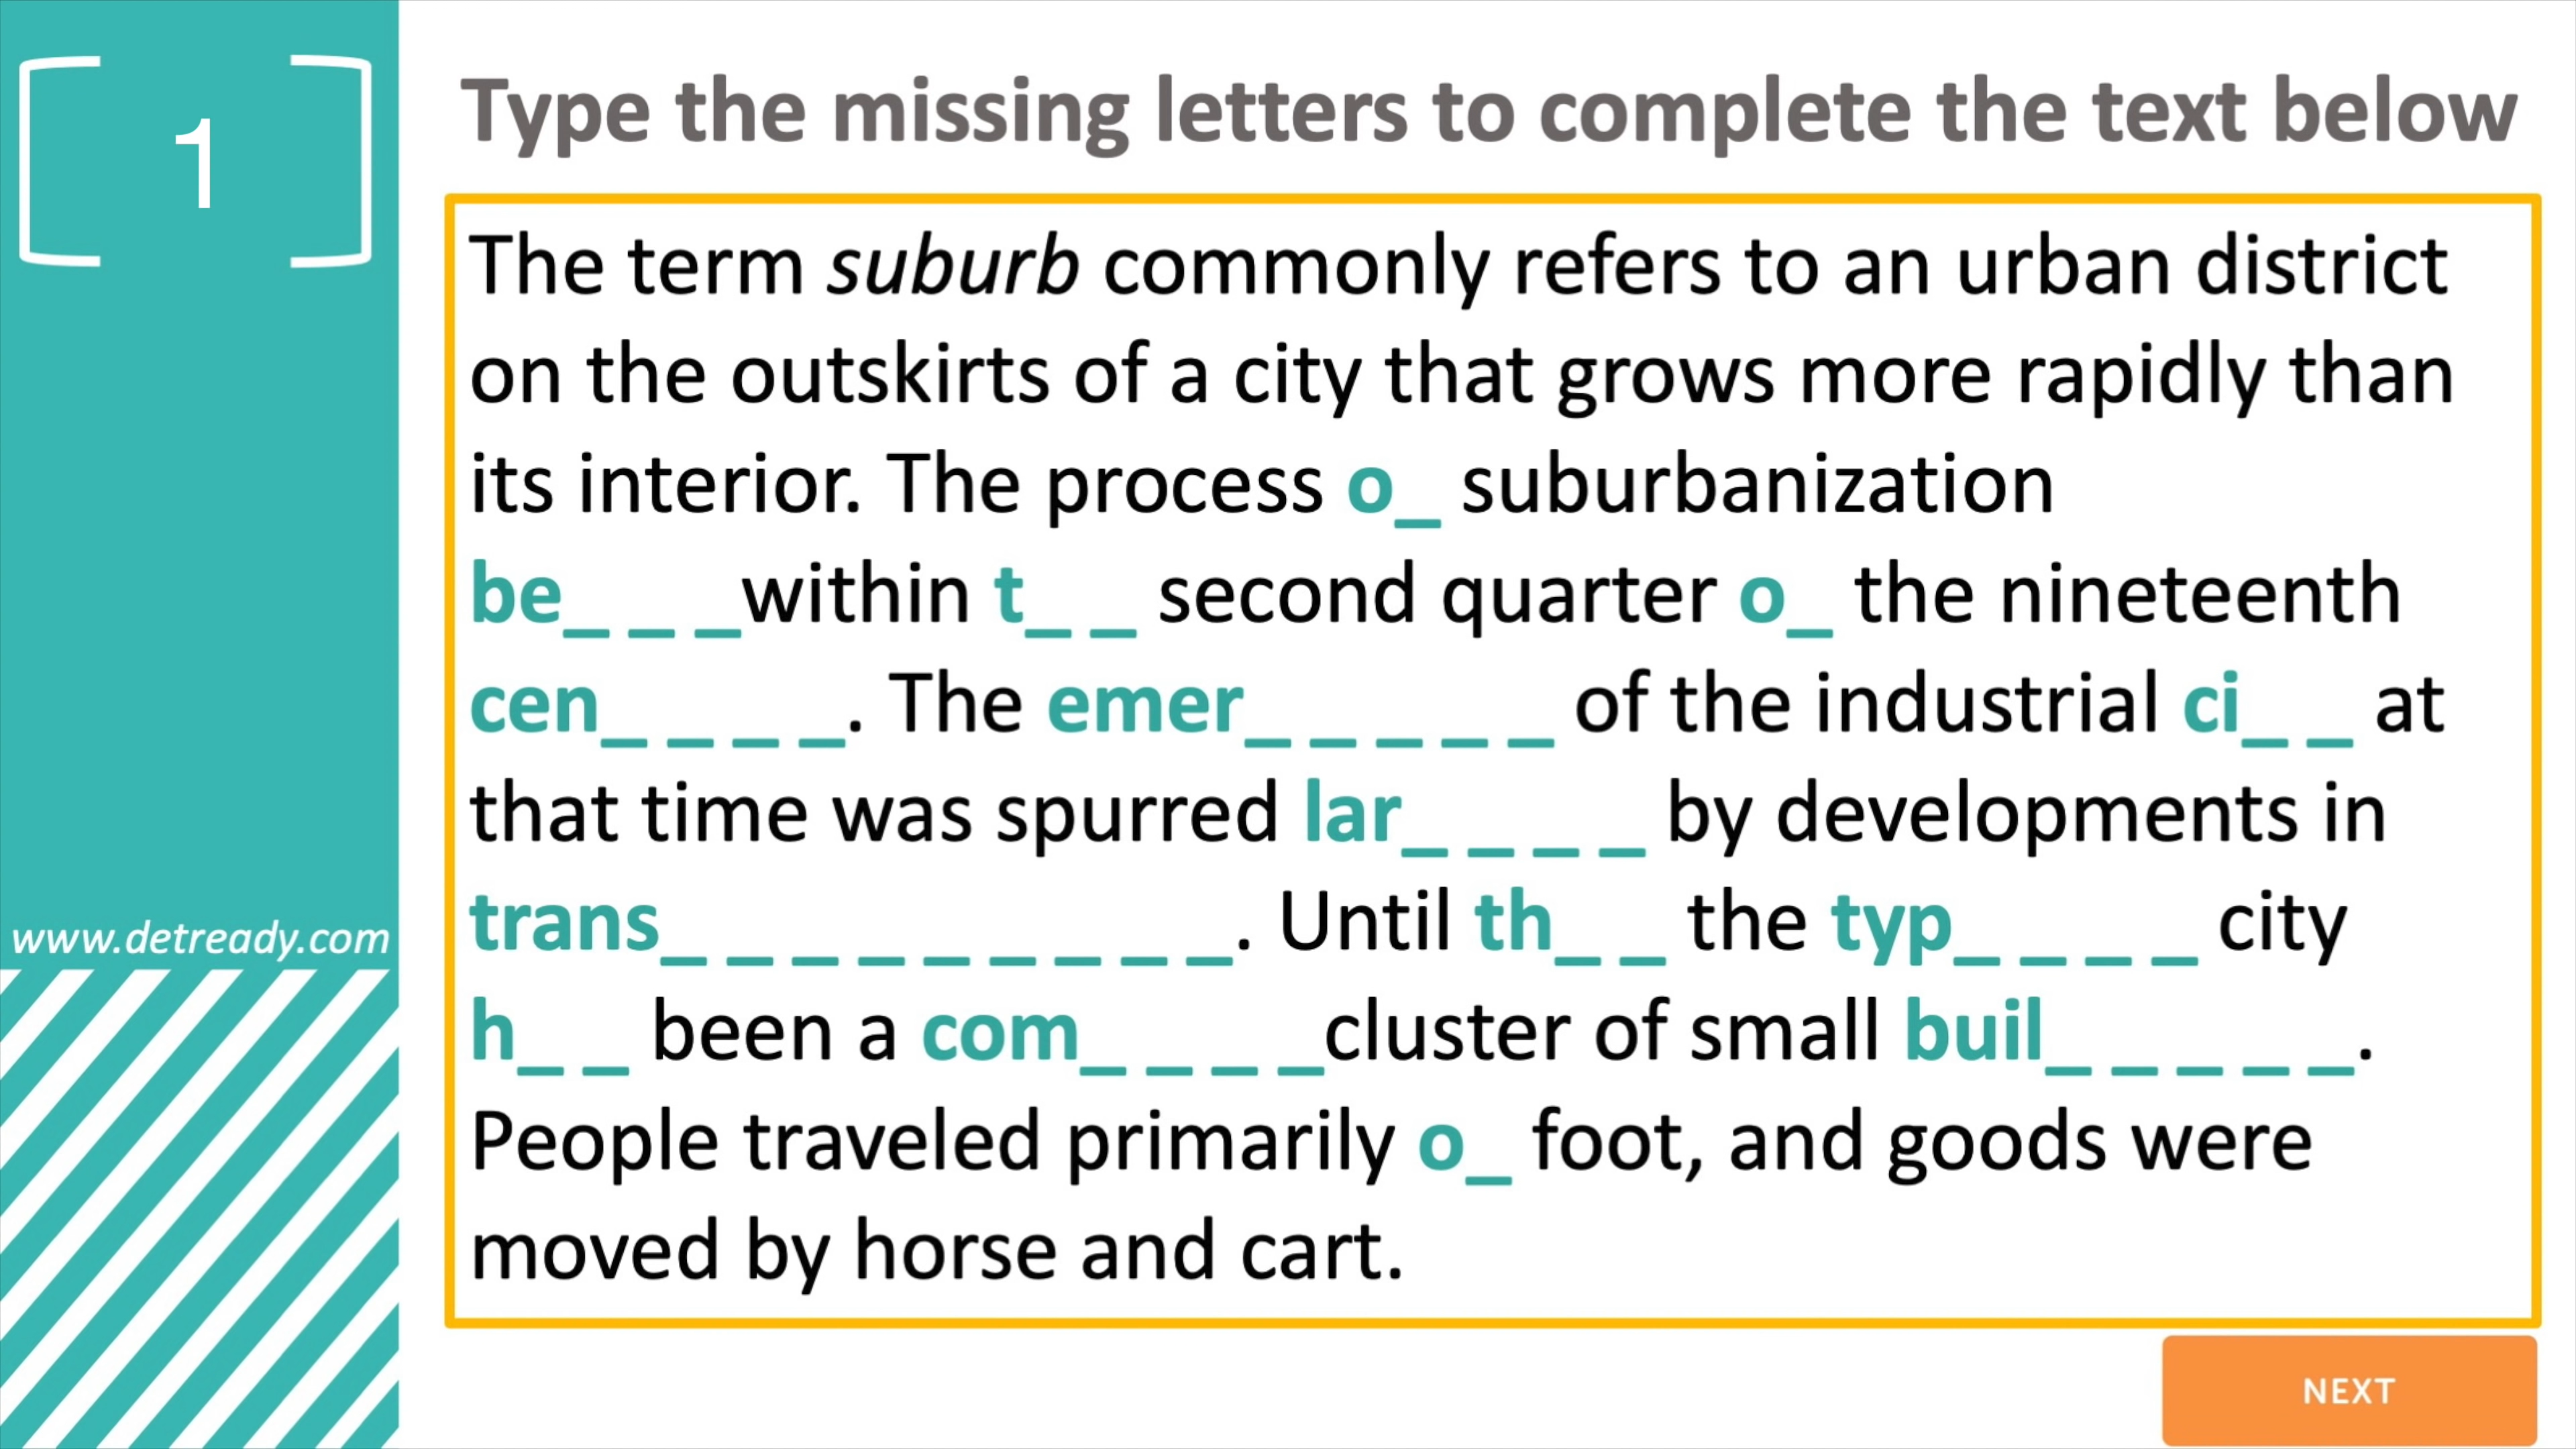 1
Type the missing letters to complete the text below
The term suburb commonly refers to an urban district
on the outskirts of a city that grows more rapidly than
its interior. The process o_ suburbanization
be_ _ _within t_ _ second quarter o_ the nineteenth
cen_ _ _ _. The emer_ _ _ _ _ of the industrial ci_ _ at
that time was spurred lar_ _ _ _ by developments in
trans_ _ _ _ _ _ _ _ _. Until th_ _ the typ_ _ _ _ city
h_ _ been a com_ _ _ _cluster of small buil_ _ _ _ _.
People traveled primarily o_ foot, and goods were
moved by horse and cart.
www.detready.com
NEXT